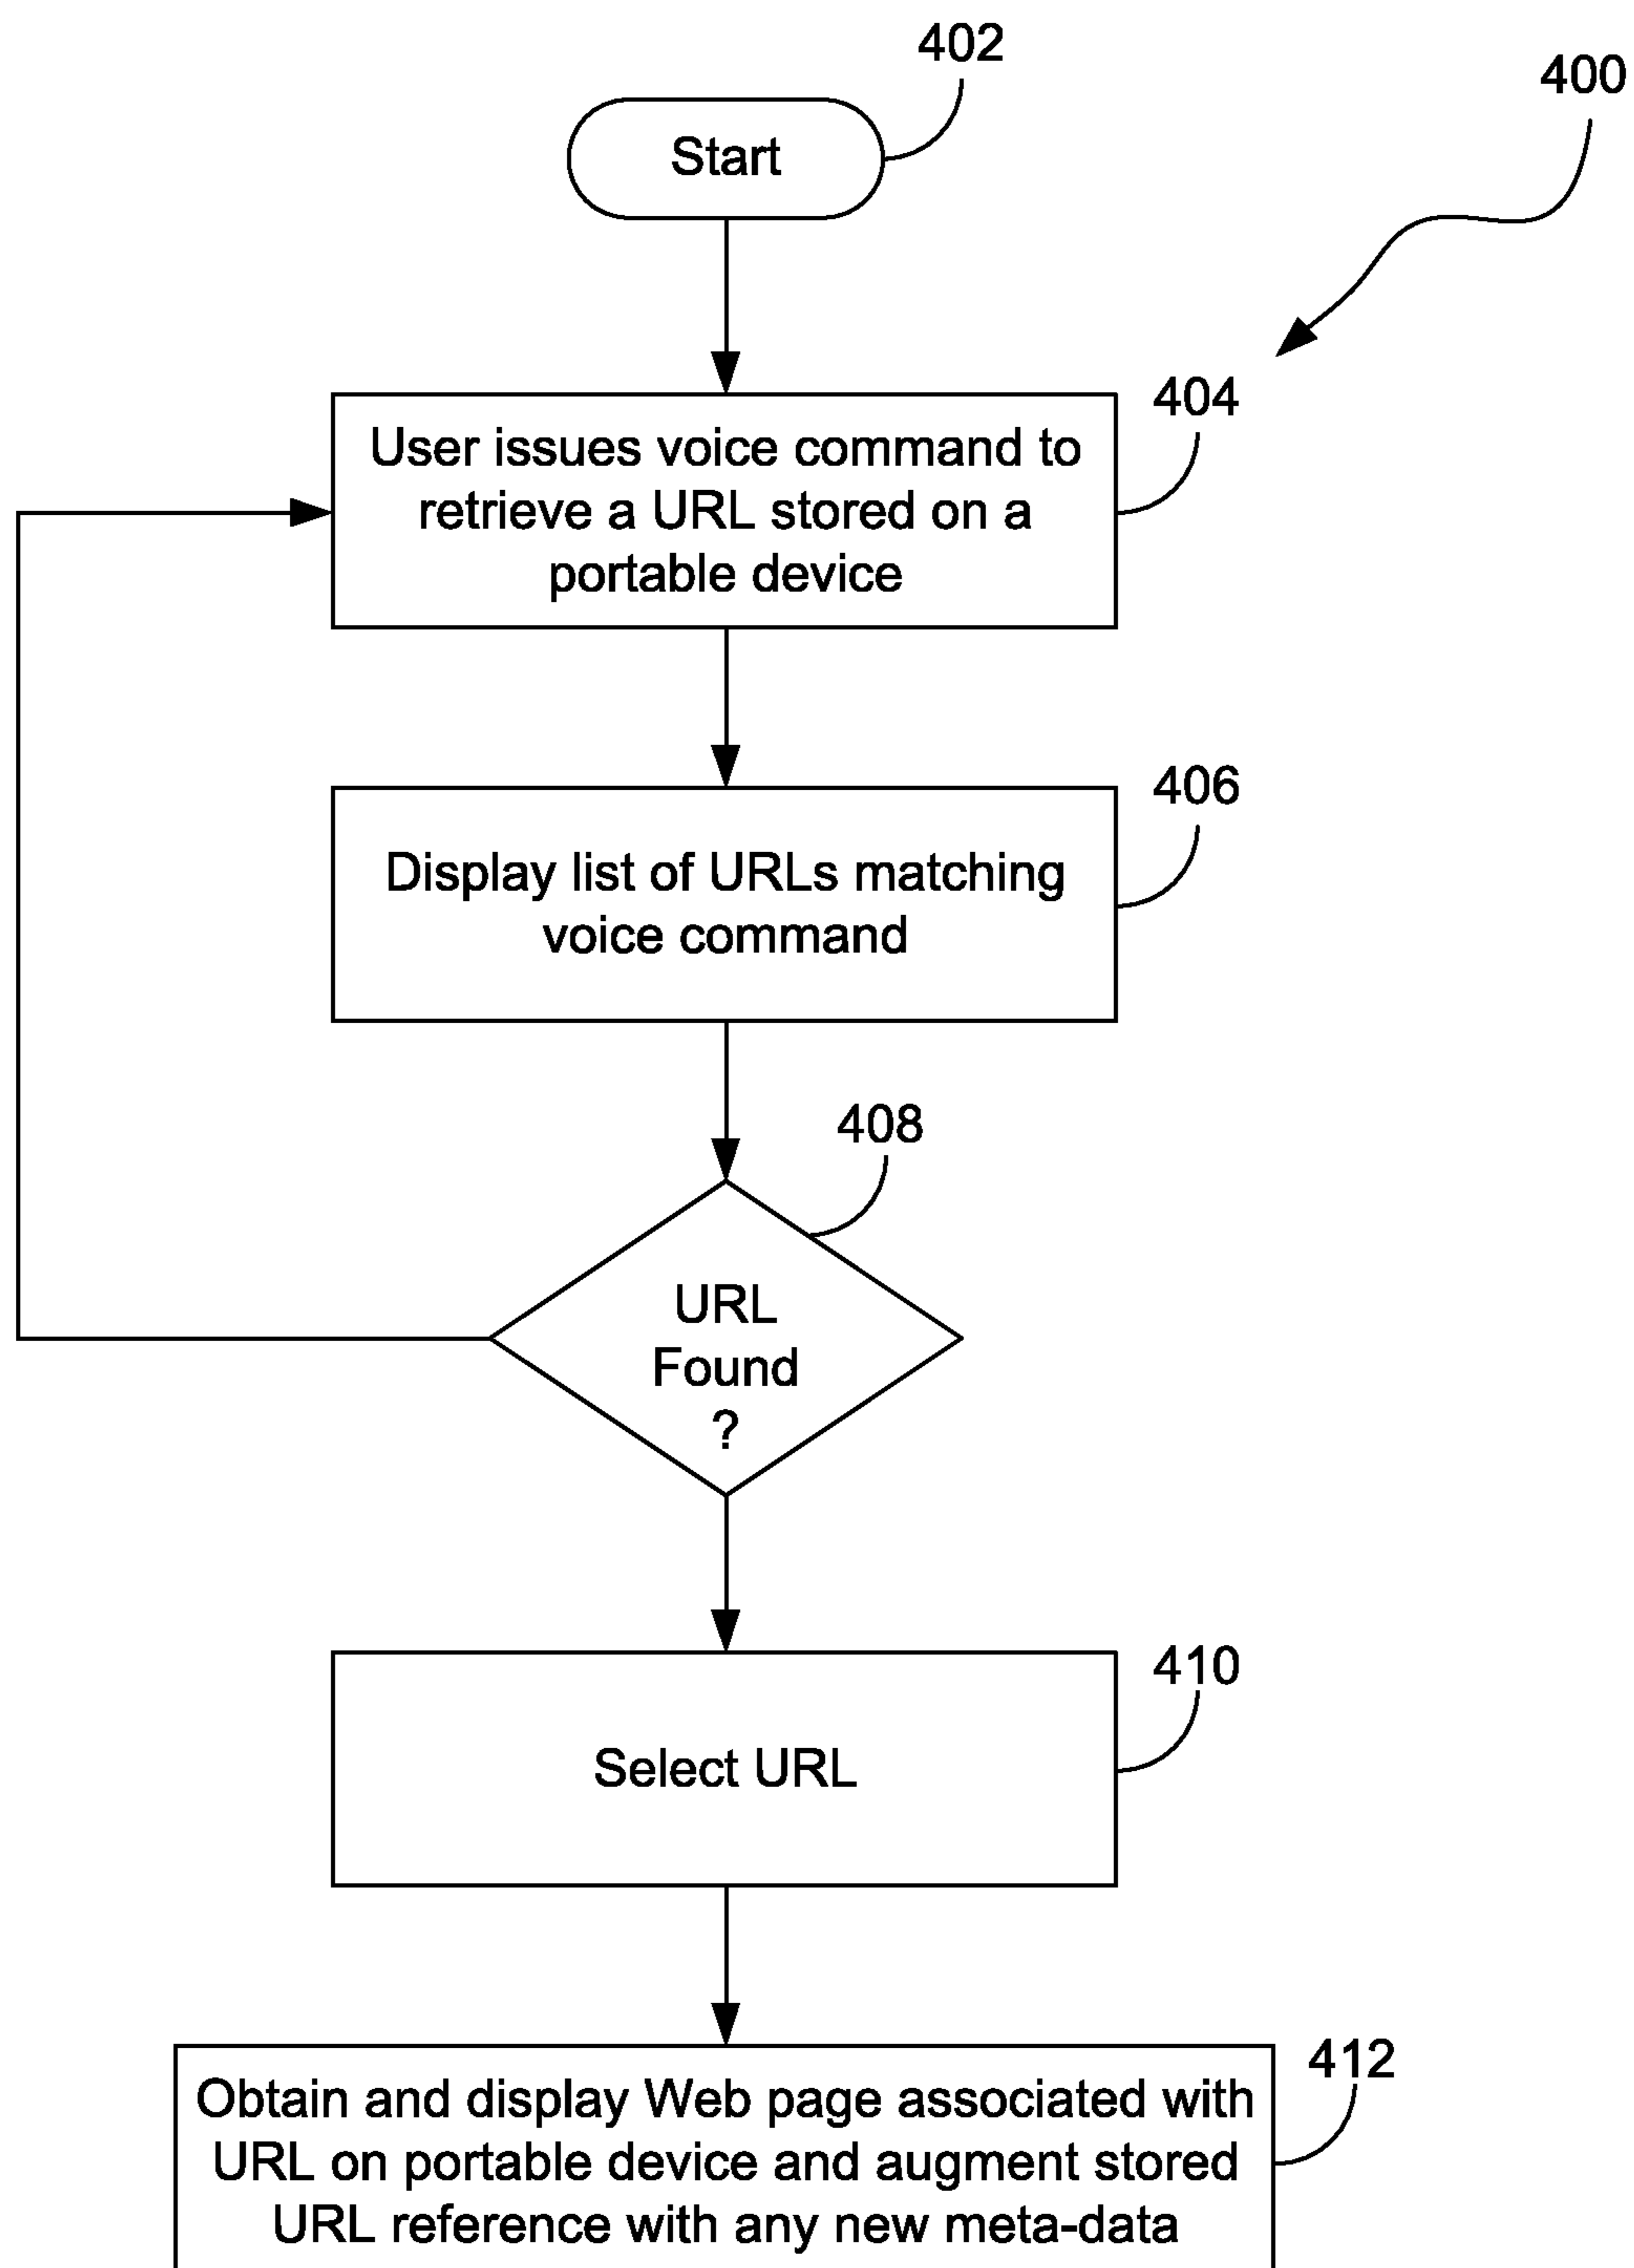 402
400
Start
404
User issues voice command to
retrieve a URL stored on a
portable device
406
Display list of URLs matching
voice command
408
URL
Found
?
410
Select URL
412
Obtain and display Web page associated with
URL on portable device and augment stored
URL reference with any new meta-data